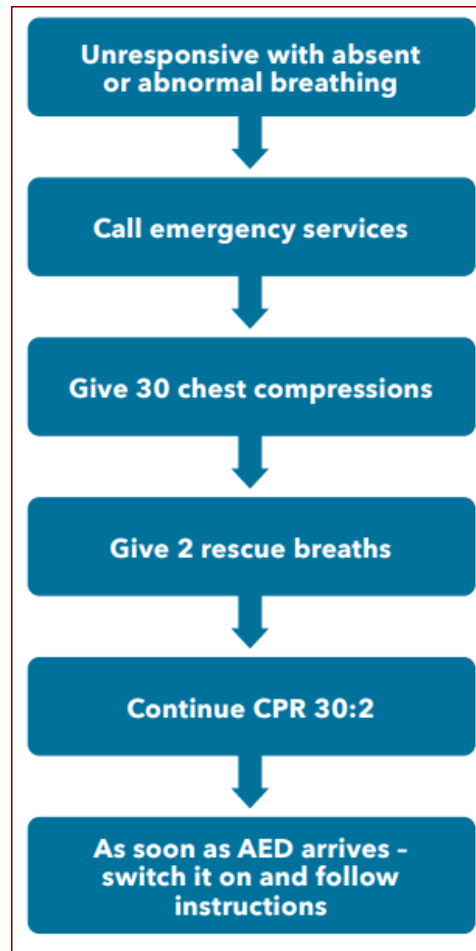 Unresponsive with absent
or abnormal breathing
Call emergency services
Give 30 chest compressions
Give 2 rescue breaths
Continue CPR 30:2
As soon as AED arrives –
switch it on and follow
instructions